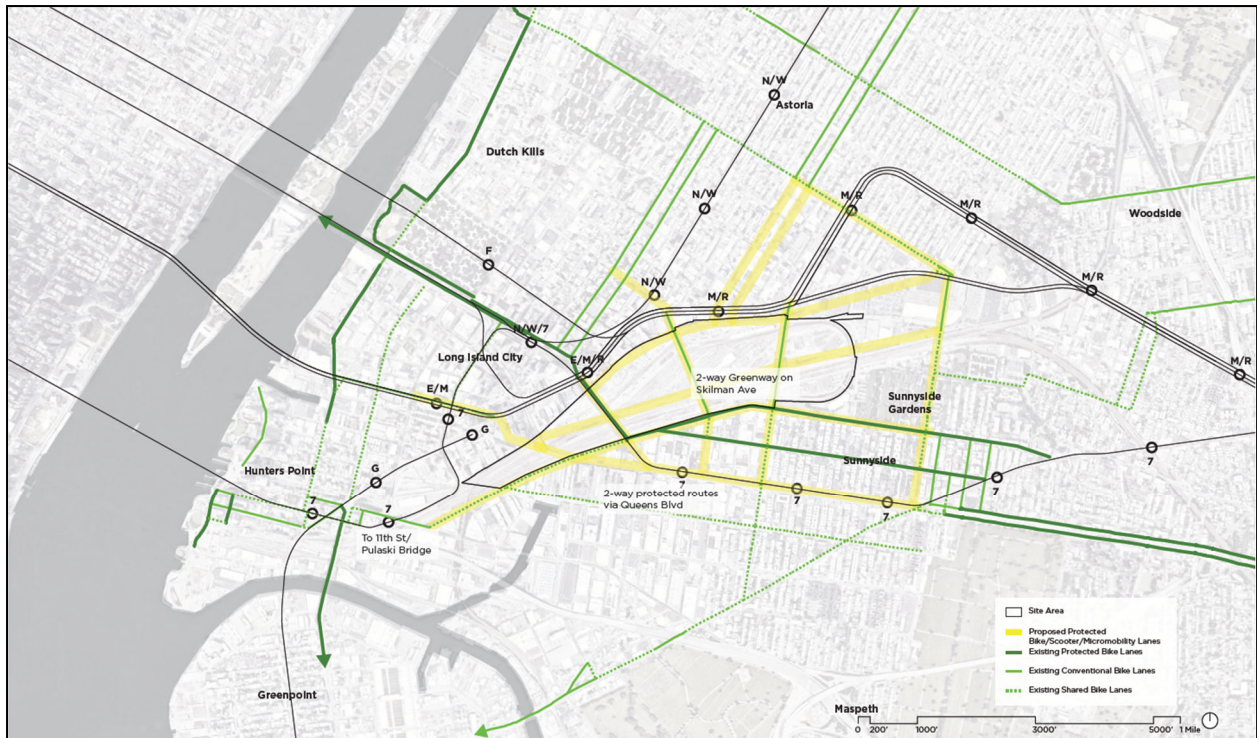 N/W
Astoria
Dutch Kills
N/W
M/R
M/R
Woodside
F
N/W
M/R
M/R
N/W/7
Long Island City
E/M/R
M/R
2-way Greenway on
Skilman Ave
E/M
7
G
Sunnyside
Gardens
Sunnyside
Hunters Point
G
7
7
7
7
7
7
7
2-way protected routes
via Queens Blvd
To 11th St/
Pulaski Bridge
Site Area
Proposed Protected
Bike/Scooter/Micromobility Lanes
Existing Protected Bike Lanes
Existing Conventional Bike Lanes
Existing Shared Bike Lanes
Greenpoint
Maspeth
0 200' 1000' 3000' 5000' 1 Mile